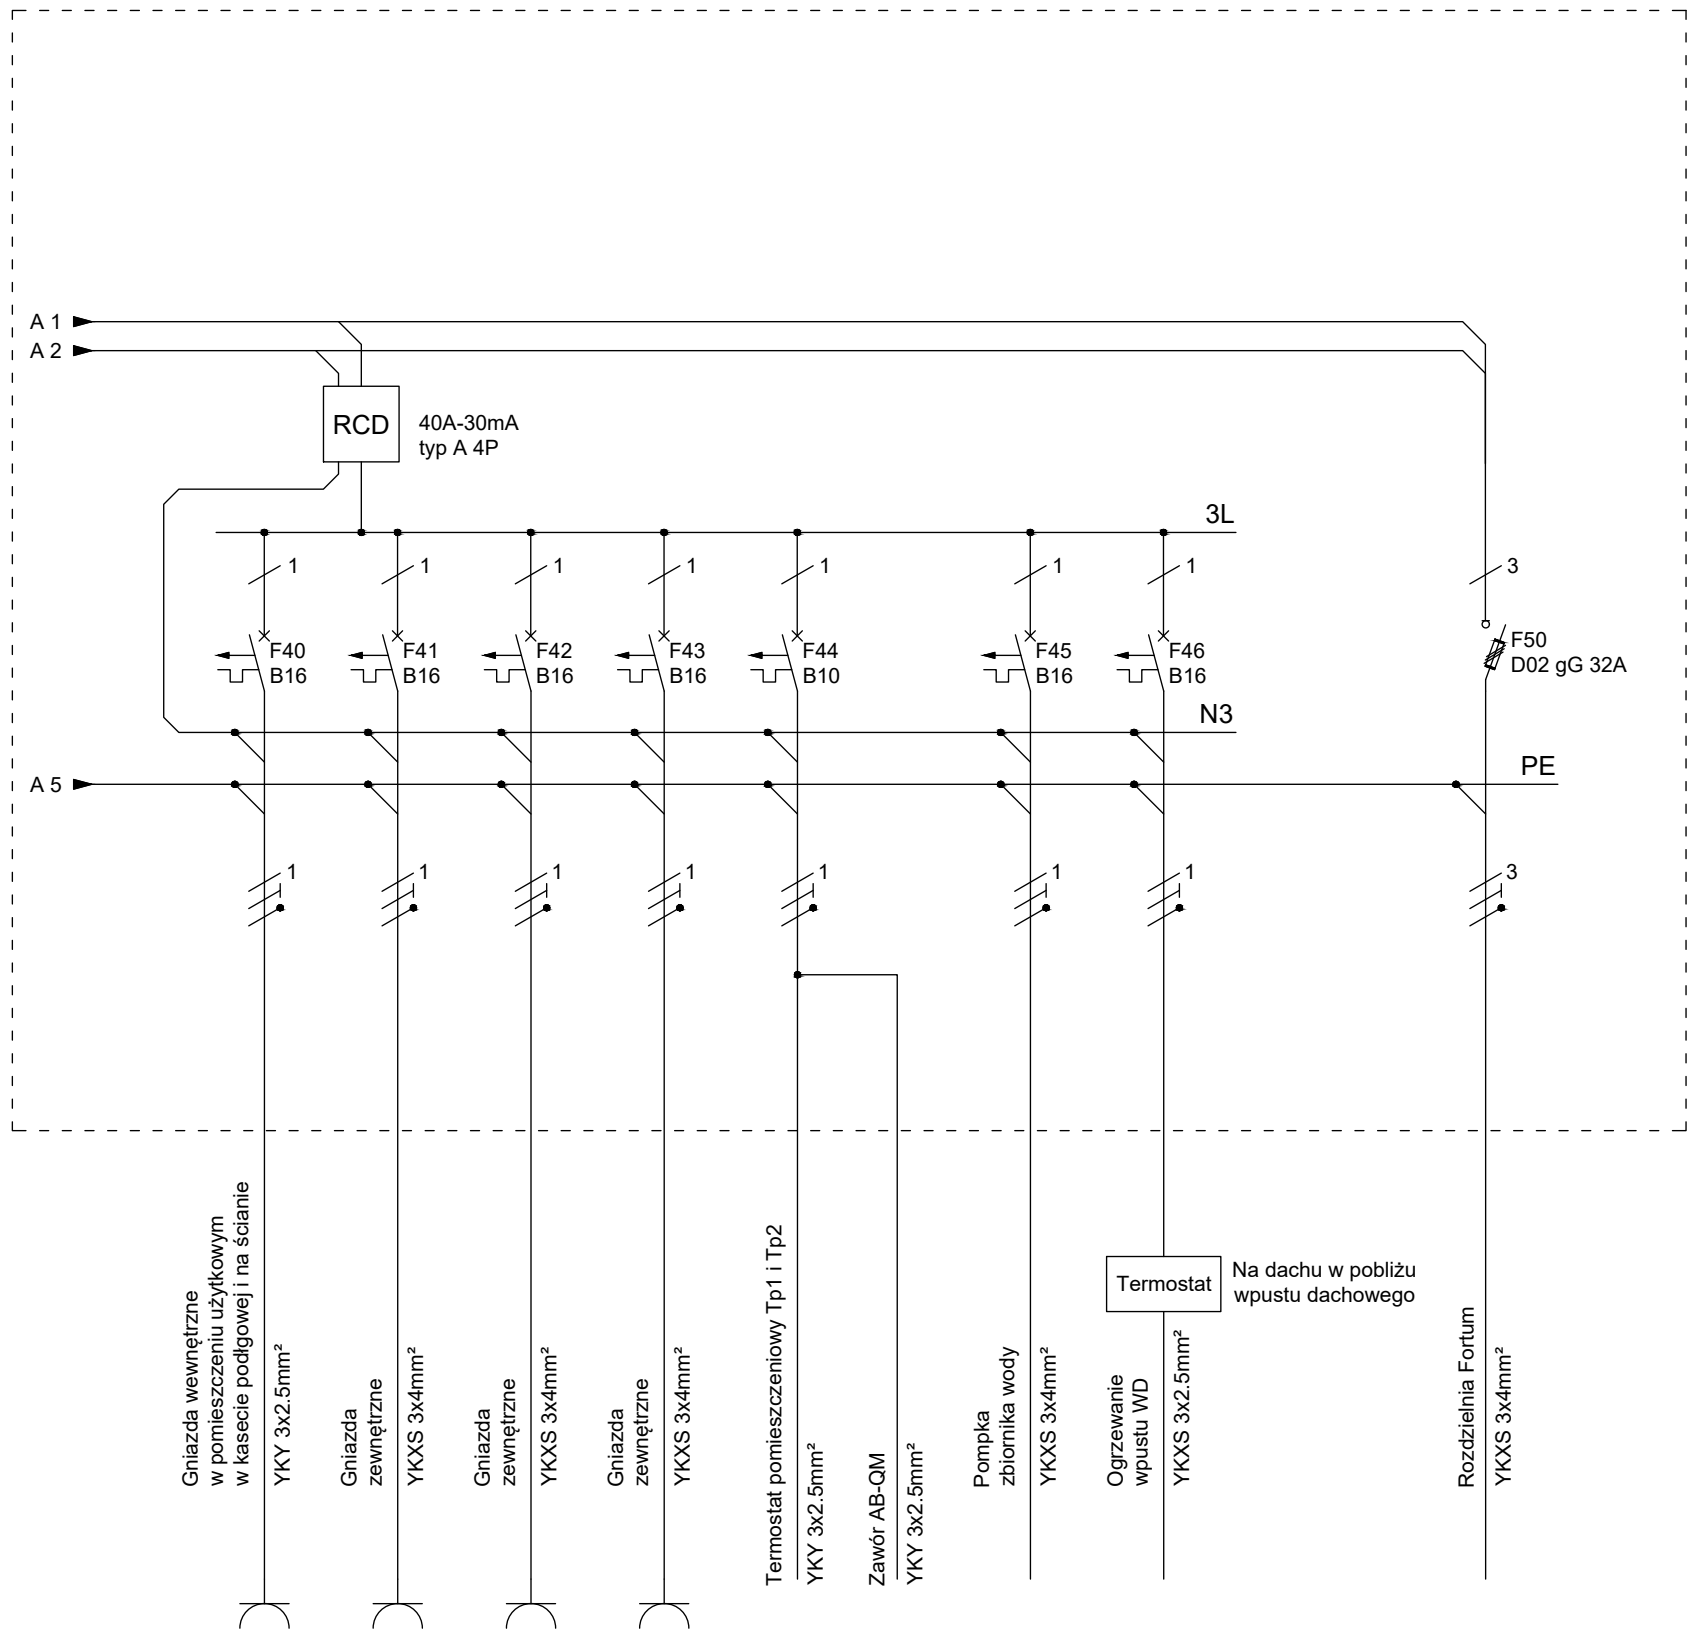 A 1
A 2
RCD
40A-30mA
typ A 4P
3L
1
1
1
1
1
1
1
3
F40
B16
F41
B16
F42
B16
F43
B16
F44
B10
F45
B16
F46
B16
F50
D02 gG 32A
N3
A 5
PE
1
1
1
1
1
1
1
3
Gniazda wewnętrzne
w pomieszczeniu użytkowym
w kasecie podłgowej i na ścianie
YKY 3x2.5mm²
Gniazda
zewnętrzne
YKXS 3x4mm²
Gniazda
zewnętrzne
YKXS 3x4mm²
Gniazda
zewnętrzne
YKXS 3x4mm²
Termostat pomieszczeniowy Tp1 i Tp2
YKY 3x2.5mm²
Zawór AB-QM
YKY 3x2.5mm²
Pompka
zbiornika wody
YKXS 3x4mm²
Termostat
Na dachu w pobliżu
wpustu dachowego
Ogrzewanie
wpustu WD
YKXS 3x2.5mm²
Rozdzielnia Fortum
YKXS 3x4mm²